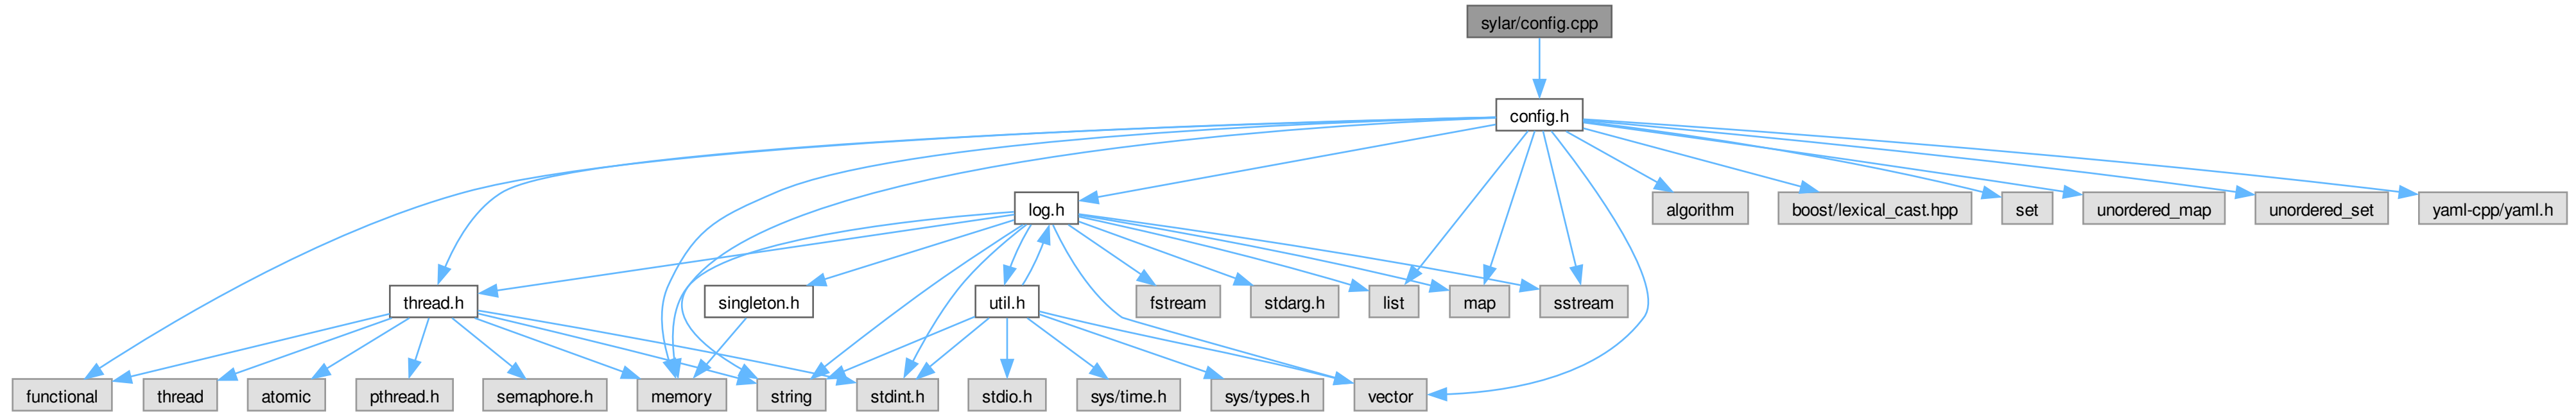 sylar/config.cpp
config.h
log.h
algorithm
boost/lexical_cast.hpp
set
unordered_map
unordered_set
yaml-cpp/yaml.h
thread.h
singleton.h
util.h
fstream
stdarg.h
list
map
sstream
functional
thread
atomic
pthread.h
semaphore.h
memory
string
stdint.h
stdio.h
sys/time.h
sys/types.h
vector